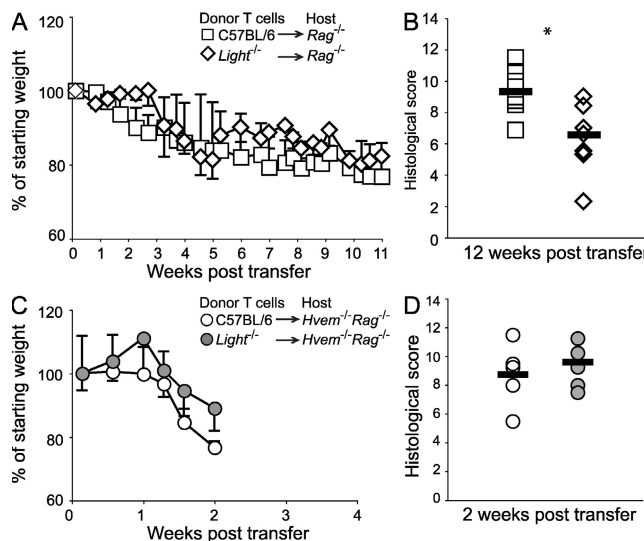 A
Donor T cells Host
C57BL/6 → Rag-/-
Light-/- → Rag-/-
% of starting weight
120
100
80
60
0 1 2 3 4 5 6 7 8 9 10 11
Weeks post transfer
B
*
Histological score
14
12
10
8
6
4
2
0
12 weeks post transfer
C
Donor T cells Host
C57BL/6 → Hvem-/-Rag-/-
Light-/- → Hvem-/-Rag-/-
% of starting weight
120
100
80
60
0 1 2 3 4
Weeks post transfer
D
Histological score
14
12
10
8
6
4
2
0
2 weeks post transfer